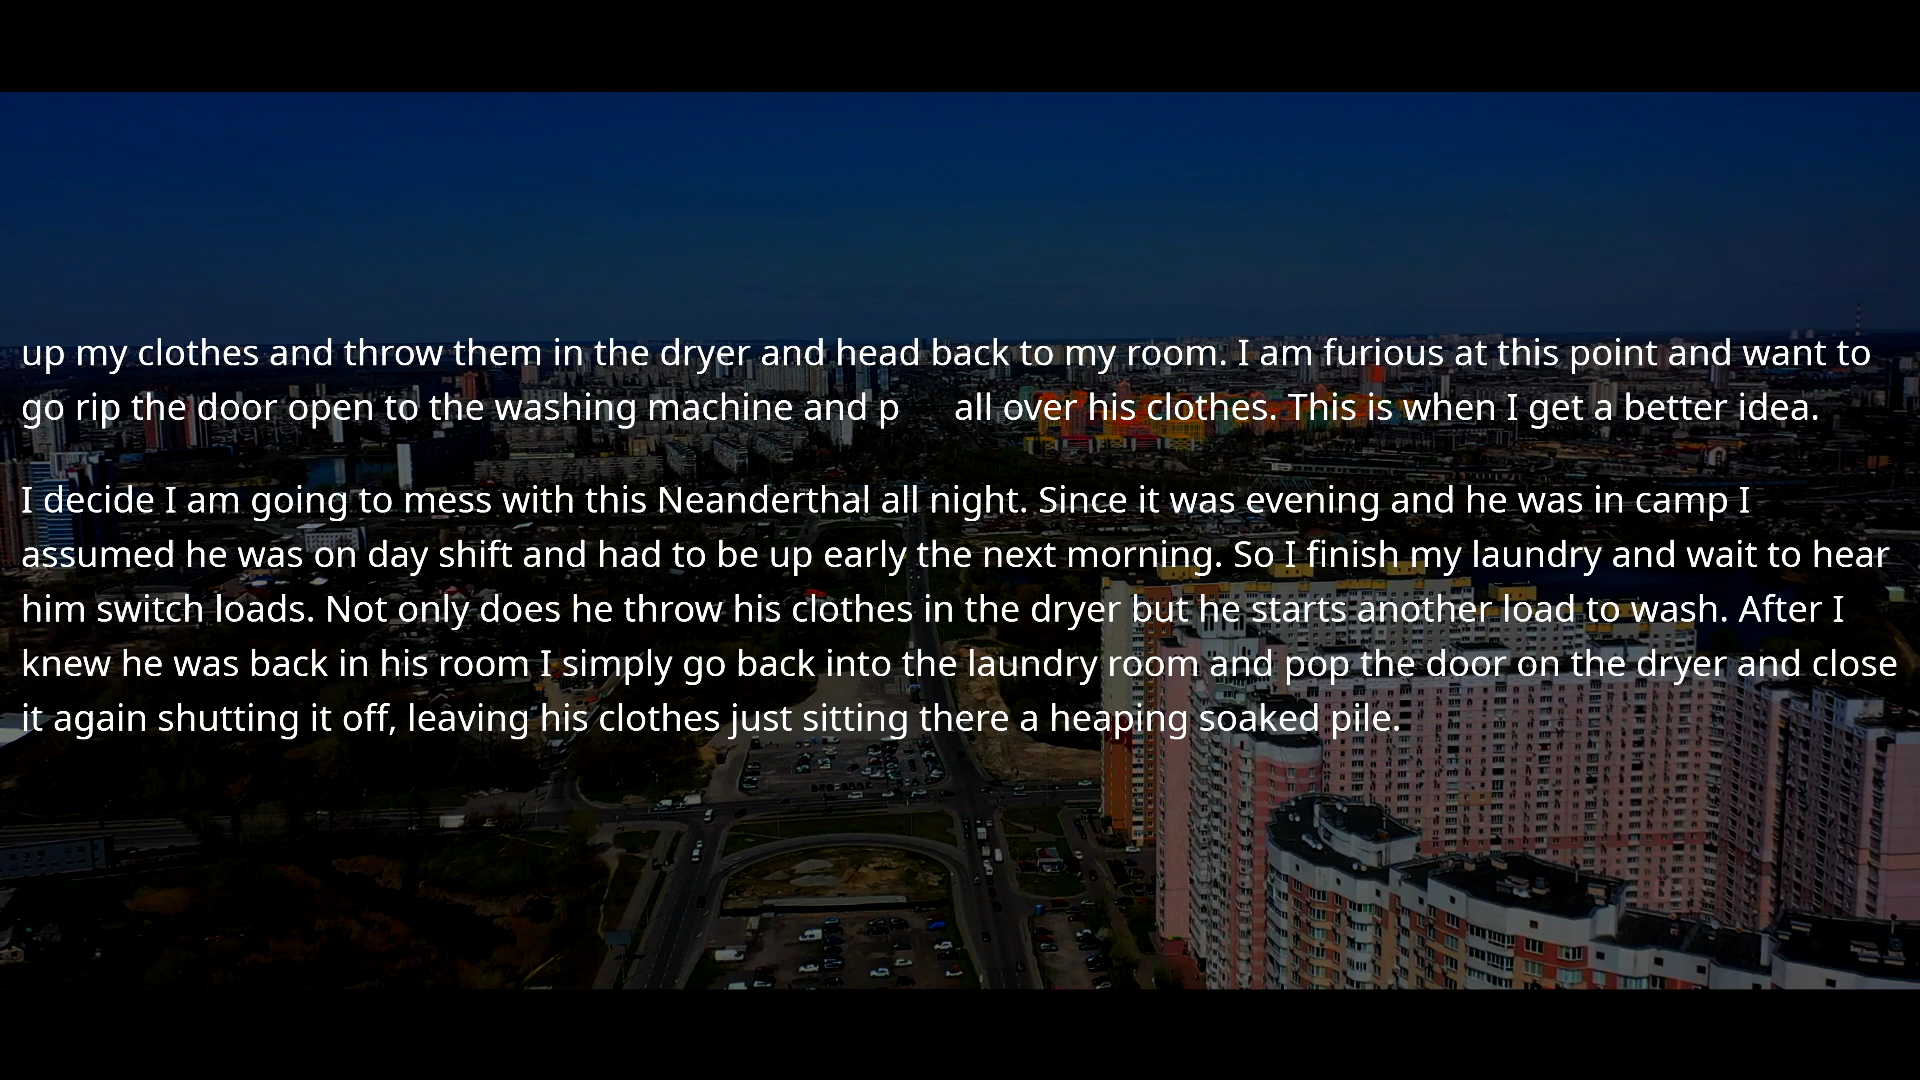 up my clothes and throw them in the dryer and head back to my room. I am furious at this point and want to
go rip the door open to the washing machine and p all over his clothes. This is when I get a better idea.
I decide I am going to mess with this Neanderthal all night. Since it was evening and he was in camp I
assumed he was on day shift and had to be up early the next morning. So I finish my laundry and wait to hear
him switch loads. Not only does he throw his clothes in the dryer but he starts another load to wash. After I
knew he was back in his room I simply go back into the laundry room and pop the door on the dryer and close
it again shutting it off, leaving his clothes just sitting there a heaping soaked pile.